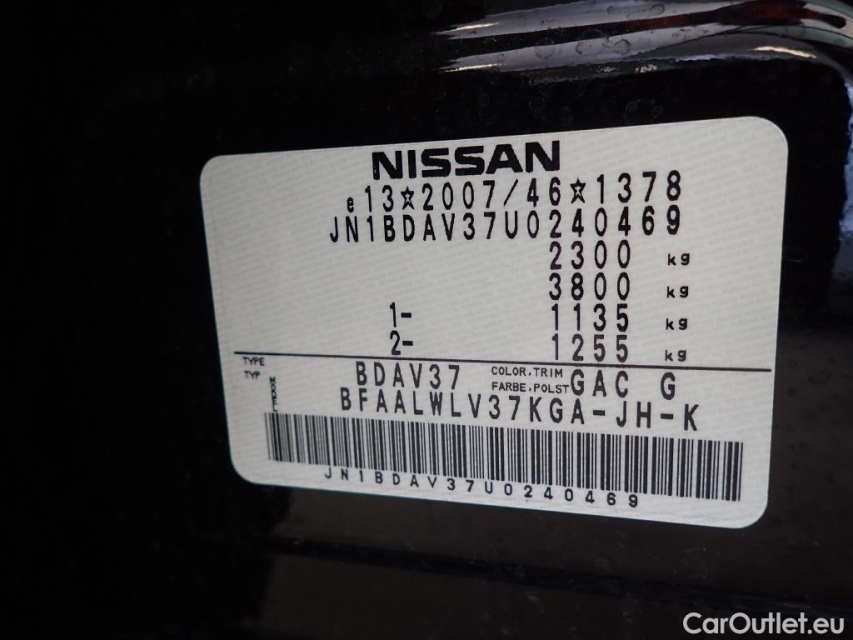 NISSAN
e13☆2007/46☆1378
JN1BDAV37U0240469
2300 kg
3800 kg
1- 1135 kg
2- 1255 kg
TYPE BDAV37 COLOR,TRIM GAC G
TYP FARBE,POLST
MODEL BFAALWLV37KGA-JH-K
JN1BDAV37U0240469
CarOutlet.eu